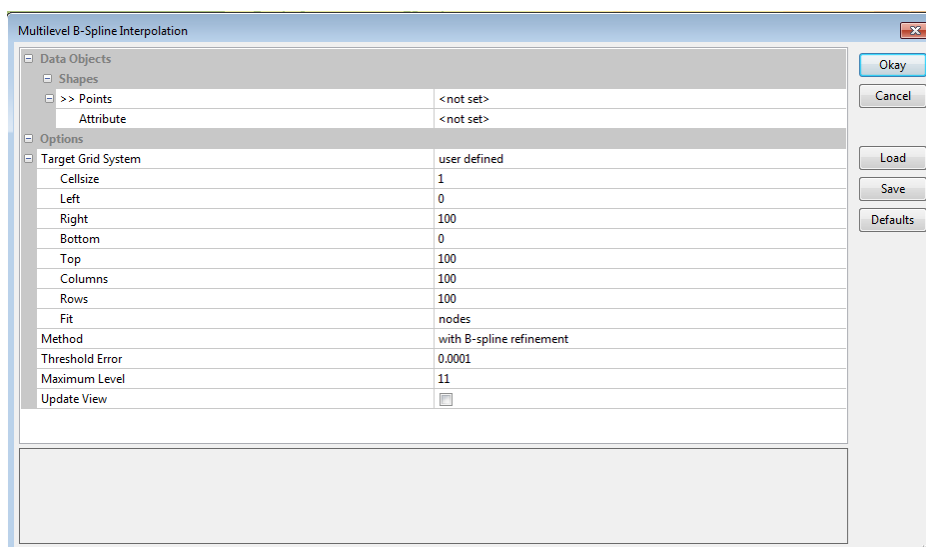 Multilevel B-Spline Interpolation
Data Objects
Shapes
>> Points <not set>
Attribute <not set>
Options
Target Grid System user defined
Cellsize 1
Left 0
Right 100
Bottom 0
Top 100
Columns 100
Rows 100
Fit nodes
Method with B-spline refinement
Threshold Error 0.0001
Maximum Level 11
Update View
Okay
Cancel
Load
Save
Defaults